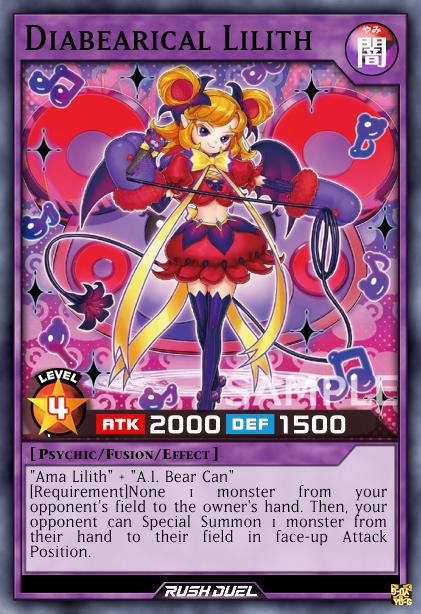 Diabearical Lilith
やみ
闇
SAMPLE
LEVEL
4
ATK 2000 DEF 1500
[Psychic/Fusion/Effect]
"Ama Lilith" + "A.I. Bear Can"
[Requirement]None 1 monster from your
opponent's field to the owner's hand. Then, your
opponent can Special Summon 1 monster from
their hand to their field in face-up Attack
Position.
RUSH DUEL